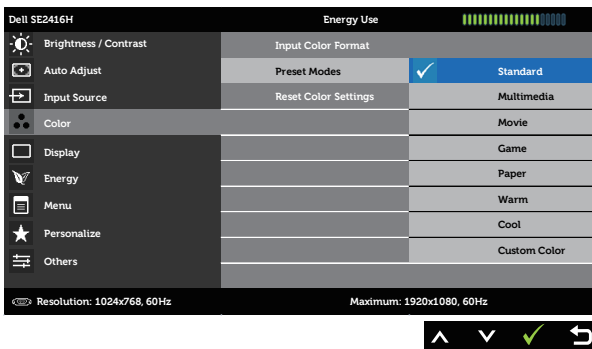 Dell SE2416H Energy Use
Brightness / Contrast Input Color Format
Auto Adjust Preset Modes Standard
Input Source Reset Color Settings Multimedia
Color Movie
Display Game
Energy Paper
Menu Warm
Personalize Cool
Others Custom Color
Resolution: 1024x768, 60Hz Maximum: 1920x1080, 60Hz